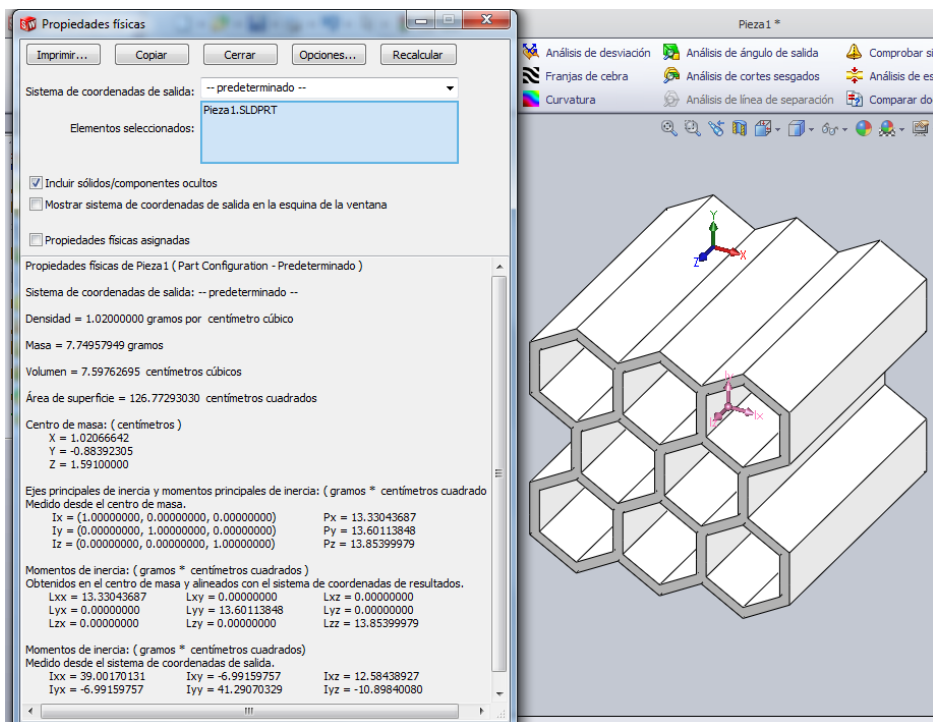 Propiedades físicas
Imprimir... Copiar Cerrar Opciones... Recalcular
Sistema de coordenadas de salida: -- predeterminado --
Pieza1.SLDPRT
Elementos seleccionados:
Incluir sólidos/componentes ocultos
Mostrar sistema de coordenadas de salida en la esquina de la ventana
Propiedades físicas asignadas
Propiedades físicas de Pieza1 ( Part Configuration - Predeterminado )
Sistema de coordenadas de salida: -- predeterminado --
Densidad = 1.02000000 gramos por centímetro cúbico
Masa = 7.74957949 gramos
Volumen = 7.59762695 centímetros cúbicos
Área de superficie = 126.77293030 centímetros cuadrados
Centro de masa: ( centímetros )
X = 1.02066642
Y = -0.88392305
Z = 1.59100000
Ejes principales de inercia y momentos principales de inercia: ( gramos * centímetros cuadrado
Medido desde el centro de masa.
Ix = (1.00000000, 0.00000000, 0.00000000) Px = 13.33043687
Iy = (0.00000000, 1.00000000, 0.00000000) Py = 13.60113848
Iz = (0.00000000, 0.00000000, 1.00000000) Pz = 13.85399979
Momentos de inercia: ( gramos * centímetros cuadrados )
Obtenidos en el centro de masa y alineados con el sistema de coordenadas de resultados.
Lxx = 13.33043687 Lxy = 0.00000000 Lxz = 0.00000000
Lyx = 0.00000000 Lyy = 13.60113848 Lyz = 0.00000000
Lzx = 0.00000000 Lzy = 0.00000000 Lzz = 13.85399979
Momentos de inercia: ( gramos * centímetros cuadrados)
Medido desde el sistema de coordenadas de salida.
Ixx = 39.00170131 Ixy = -6.99159757 Ixz = 12.58438927
Iyx = -6.99159757 Iyy = 41.29070329 Iyz = -10.89840080
Pieza1 *
Análisis de desviación Análisis de ángulo de salida Comprobar sí
Franjas de cebra Análisis de cortes sesgados Análisis de es
Curvatura Análisis de línea de separación Comparar do
Y
Z X
Iy
Iz Ix